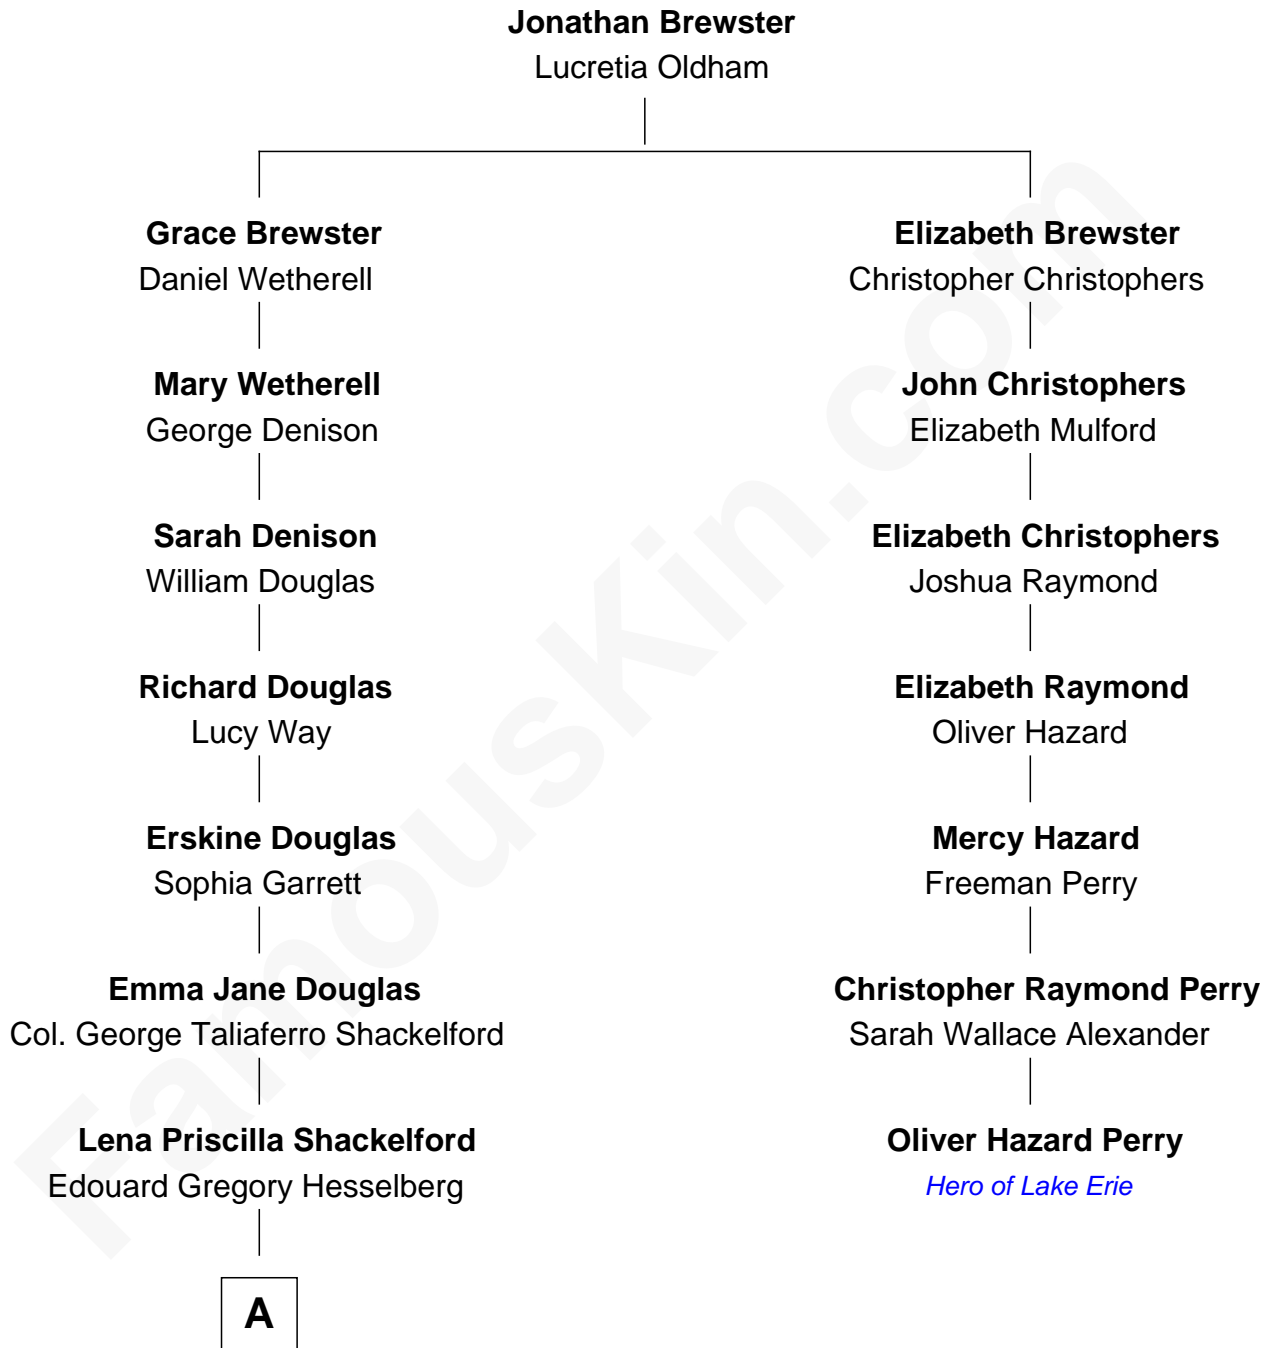 Jonathan Brewster
Lucretia Oldham
Grace Brewster
Daniel Wetherell
Mary Wetherell
George Denison
Sarah Denison
William Douglas
Richard Douglas
Lucy Way
Erskine Douglas
Sophia Garrett
Emma Jane Douglas
Col. George Taliaferro Shackelford
Lena Priscilla Shackelford
Edouard Gregory Hesselberg
A
Elizabeth Brewster
Christopher Christophers
John Christophers
Elizabeth Mulford
Elizabeth Christophers
Joshua Raymond
Elizabeth Raymond
Oliver Hazard
Mercy Hazard
Freeman Perry
Christopher Raymond Perry
Sarah Wallace Alexander
Oliver Hazard Perry
Hero of Lake Erie
FamousKin.com